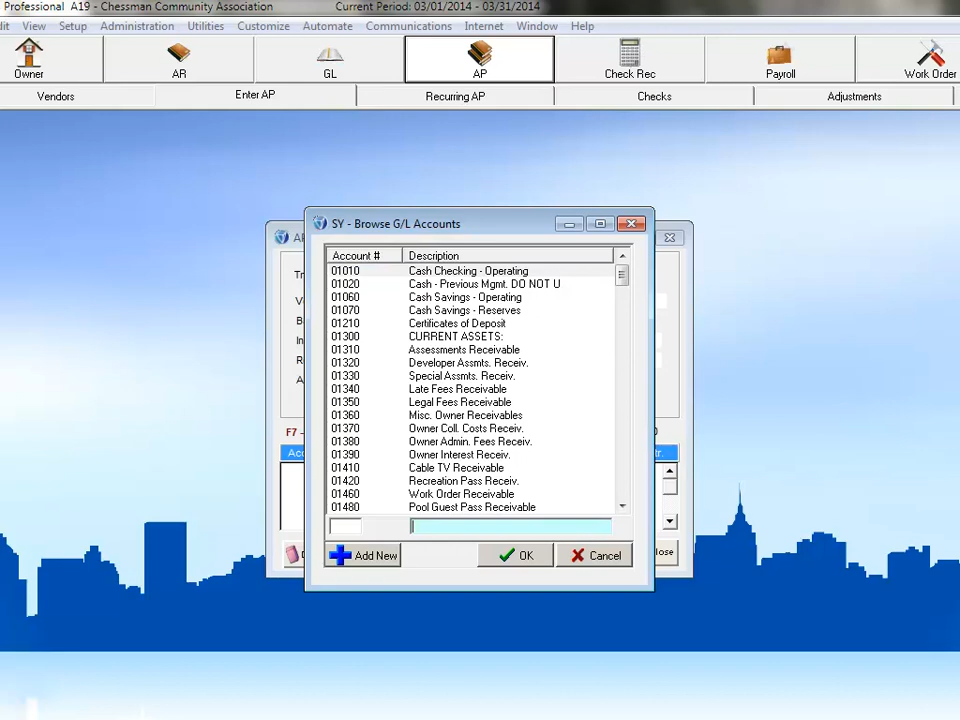 Professional A19 - Chessman Community Association Current Period: 03/01/2014 - 03/31/2014
dit View Setup Administration Utilities Customize Automate Communications Internet Window Help
Owner AR GL AP Check Rec Payroll Work Order
Vendors Enter AP Recurring AP Checks Adjustments
SY - Browse G/L Accounts
Account # Description
01010 Cash Checking - Operating
01020 Cash - Previous Mgmt. DO NOT U
01060 Cash Savings - Operating
01070 Cash Savings - Reserves
01210 Certificates of Deposit
01300 CURRENT ASSETS:
01310 Assessments Receivable
01320 Developer Assmts. Receiv.
01330 Special Assmts. Receiv.
01340 Late Fees Receivable
01350 Legal Fees Receivable
01360 Misc. Owner Receivables
01370 Owner Coll. Costs Receiv.
01380 Owner Admin. Fees Receiv.
01390 Owner Interest Receiv.
01410 Cable TV Receivable
01420 Recreation Pass Receiv.
01460 Work Order Receivable
01480 Pool Guest Pass Receivable
F7 -
Acc
tr.
Add New OK Cancel
lose